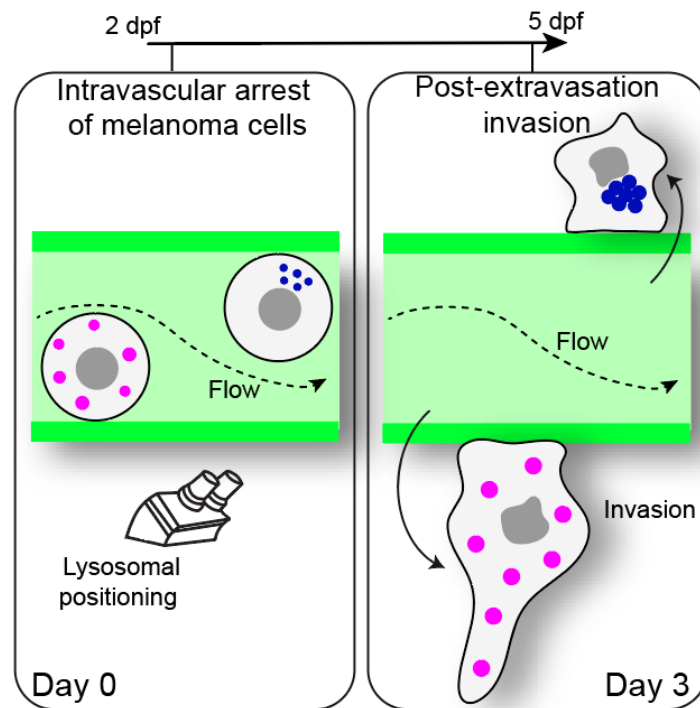 2 dpf
5 dpf
Intravascular arrest
of melanoma cells
Flow
Lysosomal
positioning
Day 0
Post-extravasation
invasion
Flow
Invasion
Day 3